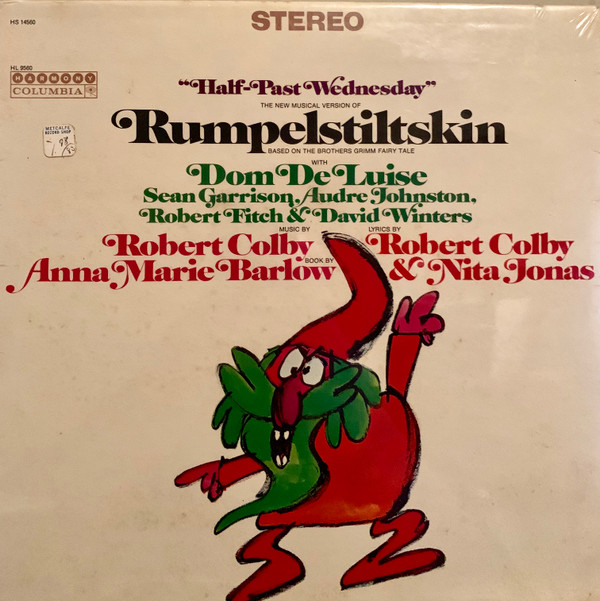 HS 14560
STEREO
HL 9560
HARMONY
COLUMBIA
METCALFE
RECORD SHOP
"Half-Past Wednesday"
THE NEW MUSICAL VERSION OF
Rumpelstiltskin
BASED ON THE BROTHERS GRIMM FAIRY TALE
WITH
Dom De Luise
Sean Garrison, Audre Johnston,
Robert Fitch & David Winters
MUSIC BY
Robert Colby
LYRICS BY
Robert Colby
& Nita Jonas
BOOK BY
Anna Marie Barlow